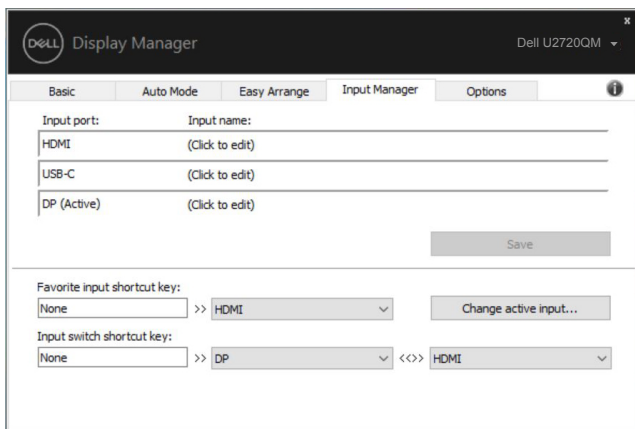 x
DELL Display Manager Dell U2720QM
Basic Auto Mode Easy Arrange Input Manager Options i
Input port: Input name:
HDMI (Click to edit)
USB-C (Click to edit)
DP (Active) (Click to edit)
Save
Favorite input shortcut key:
None >> HDMI Change active input...
Input switch shortcut key:
None >> DP <<>> HDMI